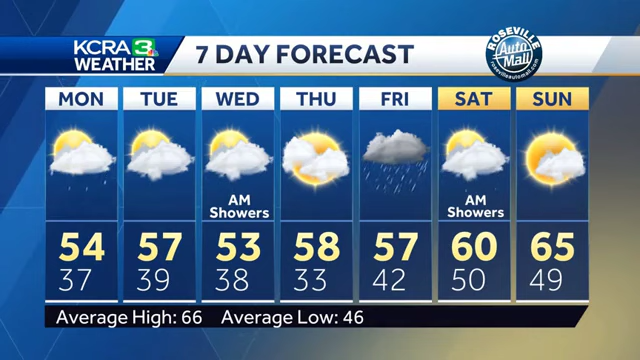 KCRA 3
WEATHER
7 DAY FORECAST
ROSEVILLE
Auto
Mall
rosevilleautomall.com
MON TUE WED THU FRI SAT SUN
AM
Showers
AM
Showers
54 57 53 58 57 60 65
37 39 38 33 42 50 49
Average High: 66 Average Low: 46